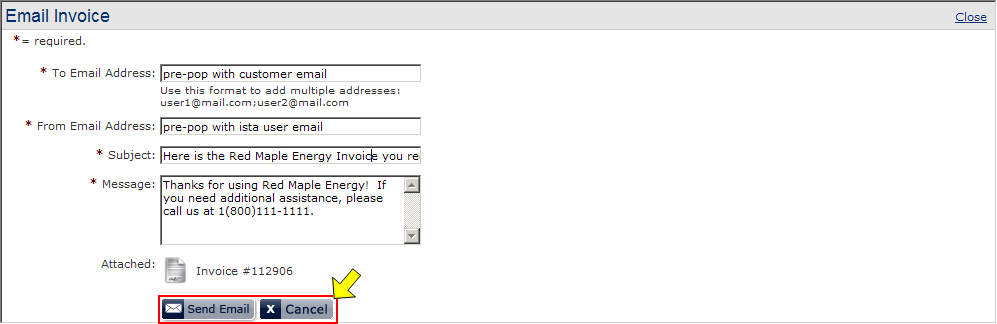 Email Invoice
Close
*= required.
* To Email Address:
pre-pop with customer email
Use this format to add multiple addresses:
user1@mail.com;user2@mail.com
* From Email Address:
pre-pop with ista user email
* Subject:
Here is the Red Maple Energy Invoice you re
* Message:
Thanks for using Red Maple Energy! If
you need additional assistance, please
call us at 1(800)111-1111.
Attached:
Invoice #112906
Send Email
X Cancel